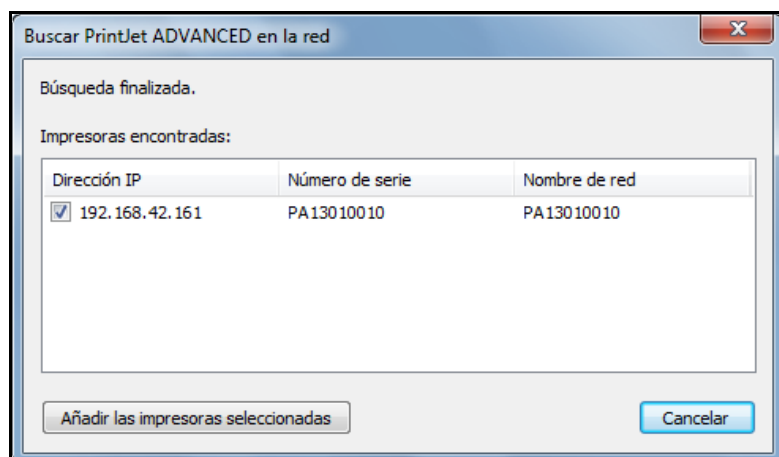 Buscar PrintJet ADVANCED en la red
Búsqueda finalizada.
Impresoras encontradas:
Dirección IP Número de serie Nombre de red
192.168.42.161 PA13010010 PA13010010
Añadir las impresoras seleccionadas Cancelar